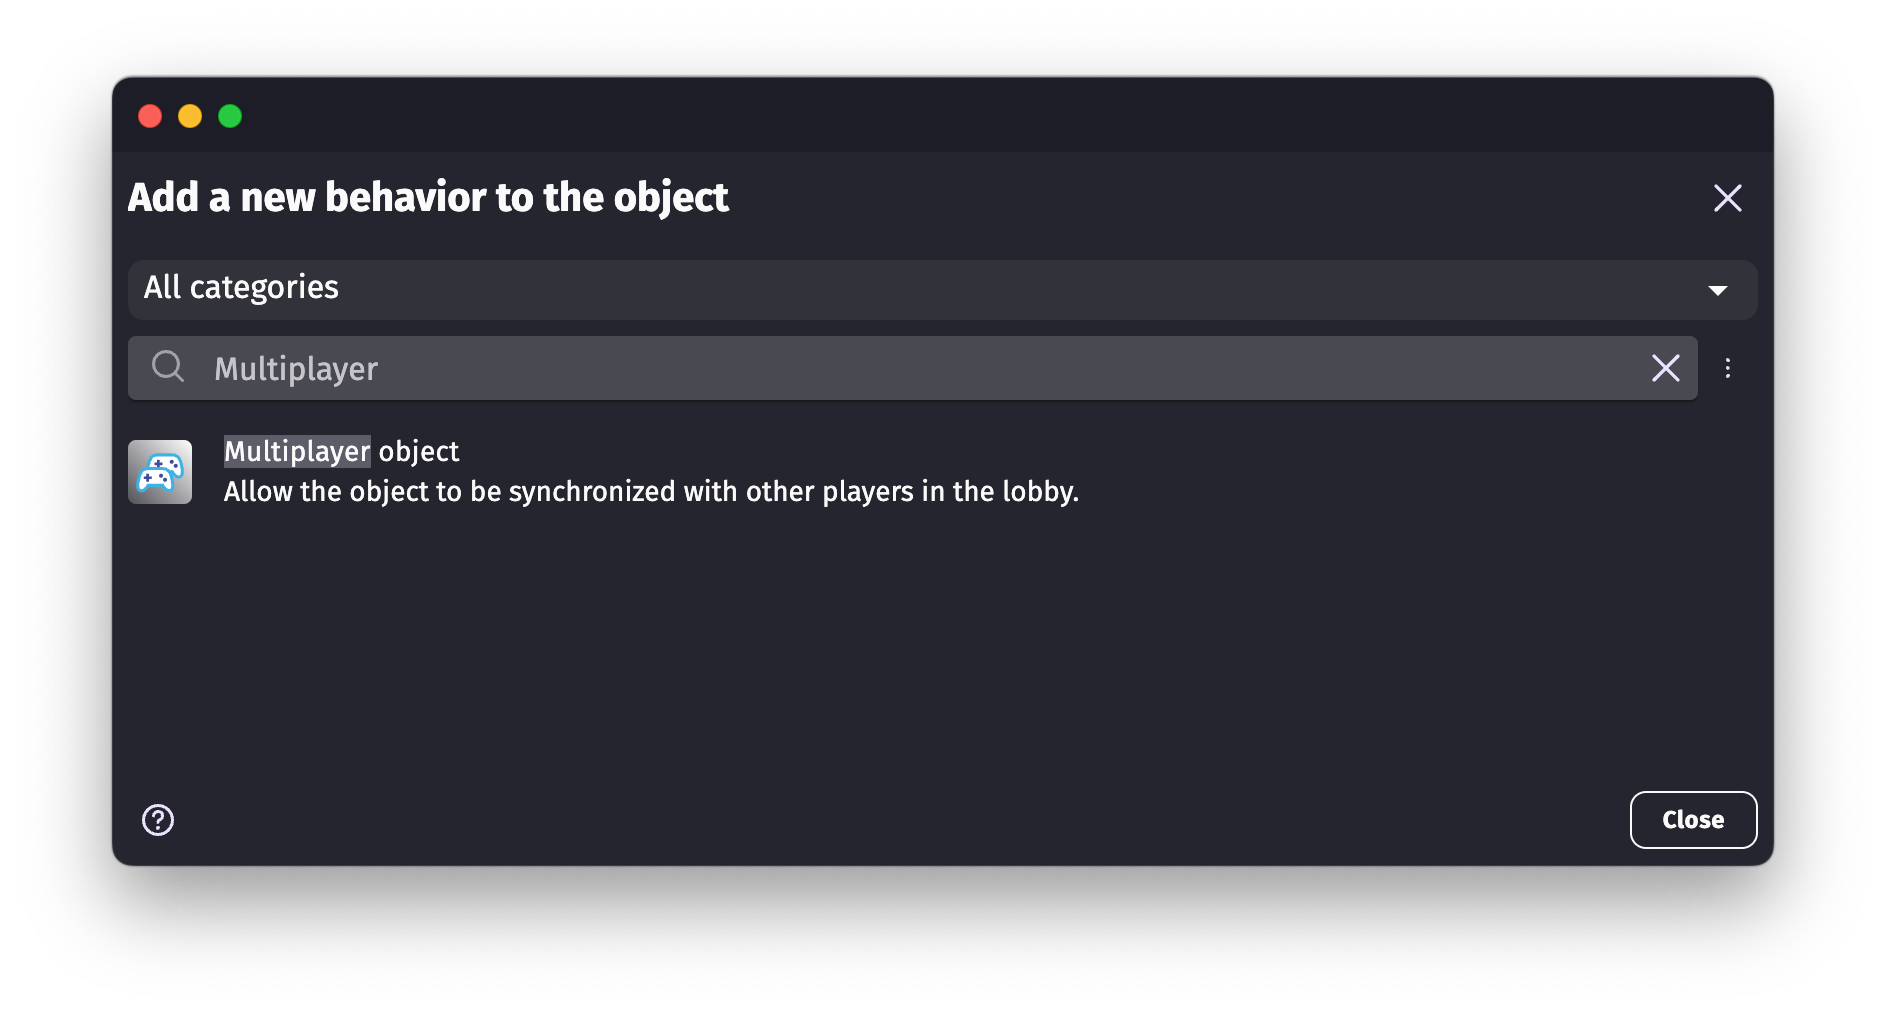 Add a new behavior to the object
All categories
Multiplayer
Multiplayer object
Allow the object to be synchronized with other players in the lobby.
Close